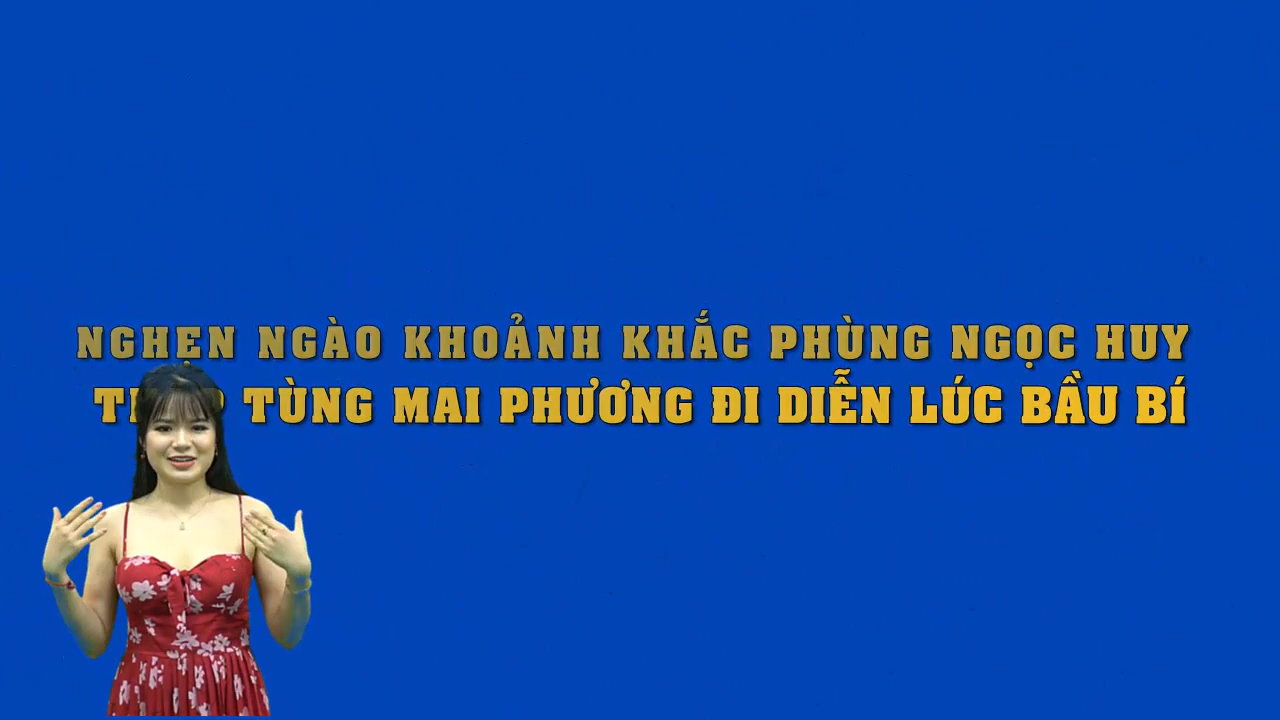 NGHẸN NGÀO KHOẢNH KHẮC PHÙNG NGỌC HUY
TÙNG MAI PHƯƠNG ĐI DIỄN LÚC BẦU BÍ